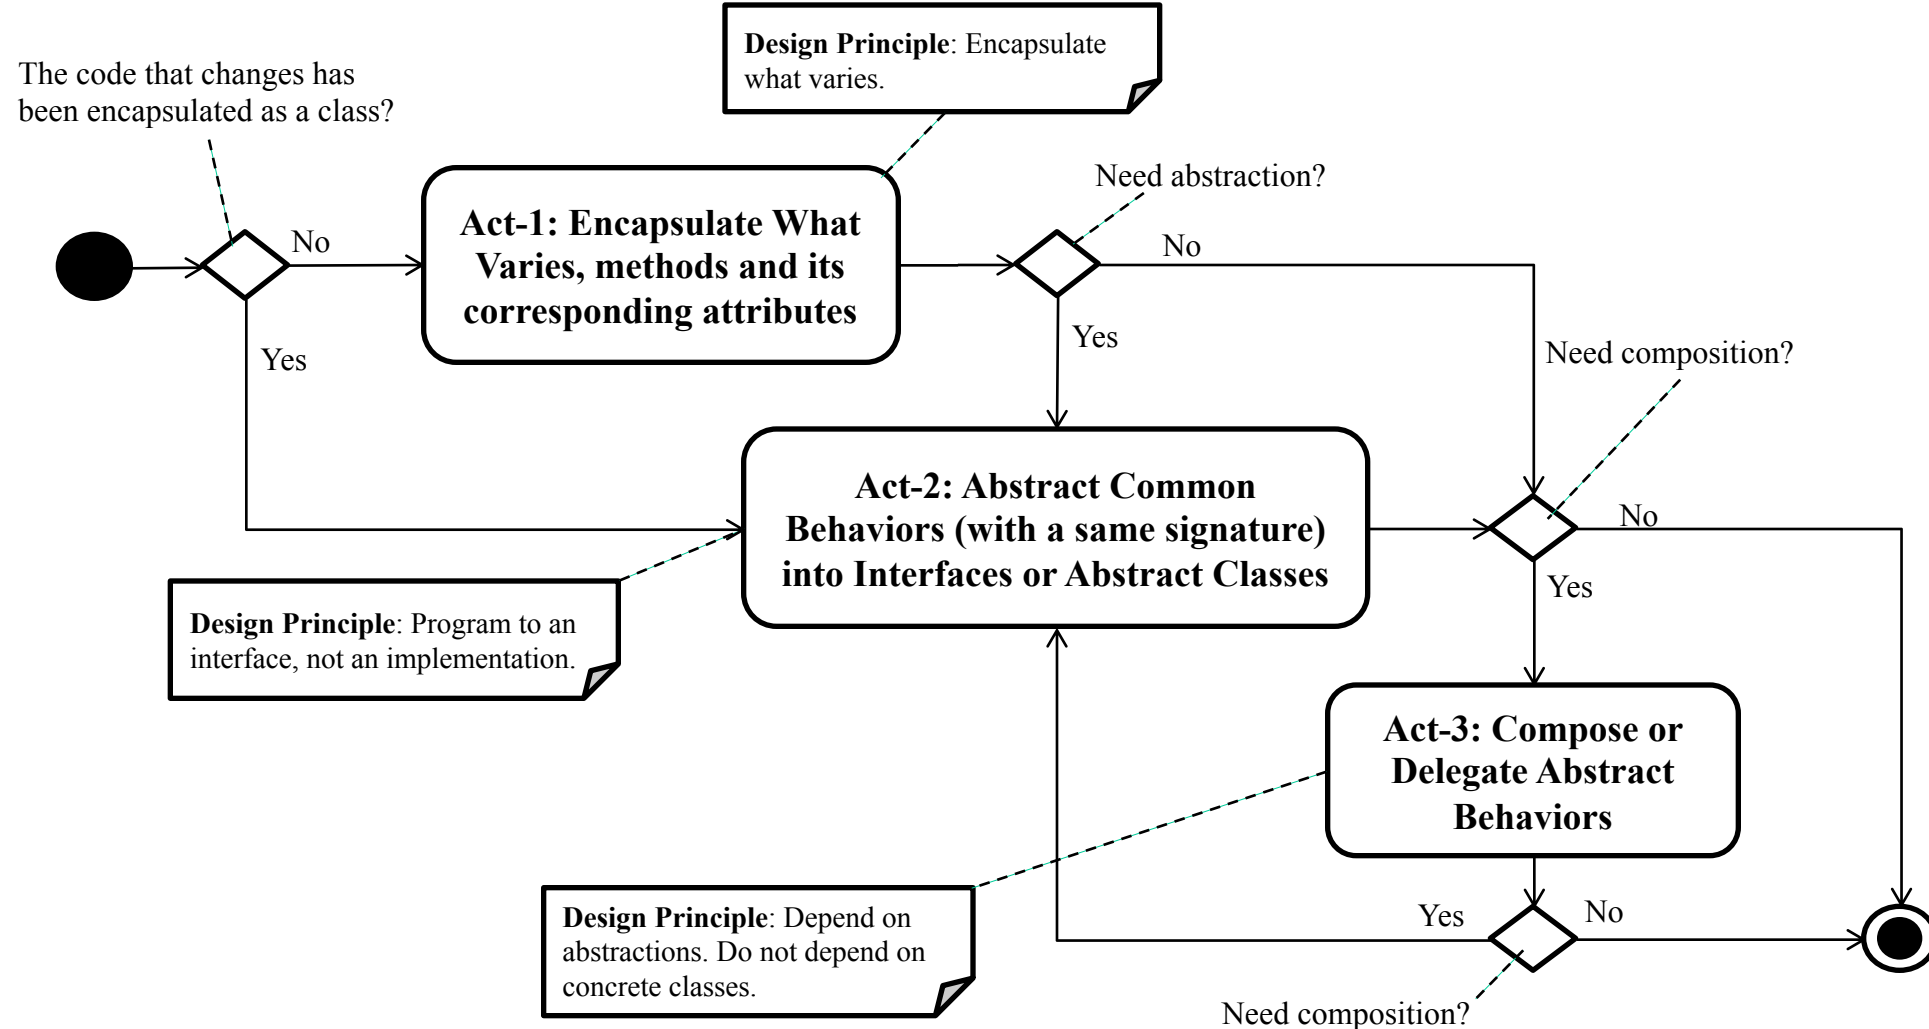 Design Principle: Encapsulate
what varies.
The code that changes has
been encapsulated as a class?
Need abstraction?
No
Act-1: Encapsulate What
Varies, methods and its
corresponding attributes
No
Yes
Yes
Need composition?
Act-2: Abstract Common
Behaviors (with a same signature)
into Interfaces or Abstract Classes
No
Yes
Design Principle: Program to an
interface, not an implementation.
Act-3: Compose or
Delegate Abstract
Behaviors
Design Principle: Depend on
abstractions. Do not depend on
concrete classes.
Yes
No
Need composition?